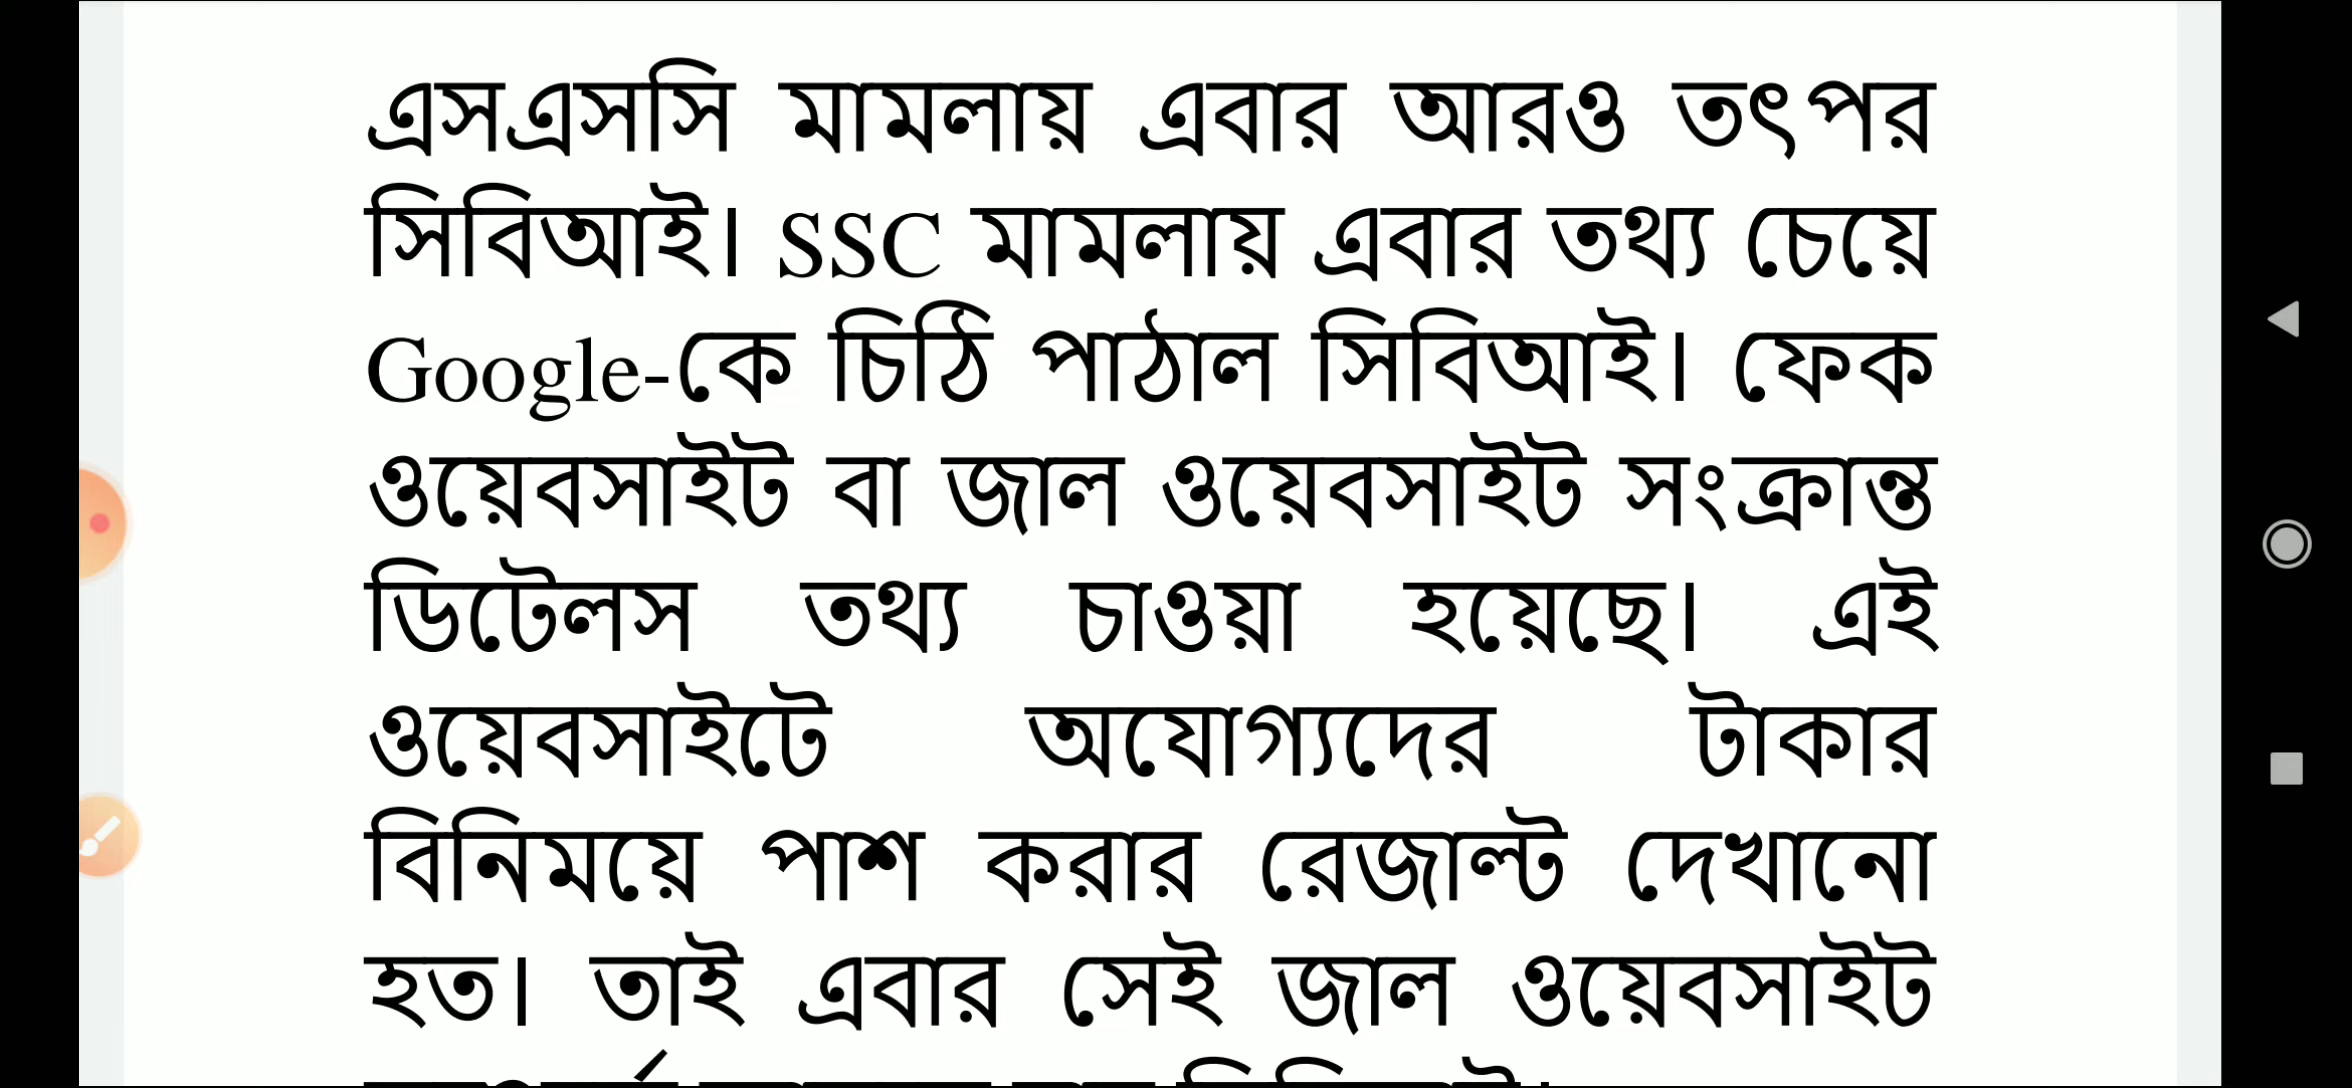 এসএসসি মামলায় এবার আরও তৎপর
সিবিআই। SSC মামলায় এবার তথ্য চেয়ে
Google-কে চিঠি পাঠাল সিবিআই। ফেক
ওয়েবসাইট বা জাল ওয়েবসাইট সংক্রান্ত
ডিটেলস তথ্য চাওয়া হয়েছে। এই
ওয়েবসাইটে অযোগ্যদের টাকার
বিনিময়ে পাশ করার রেজাল্ট দেখানো
হত। তাই এবার সেই জাল ওয়েবসাইট